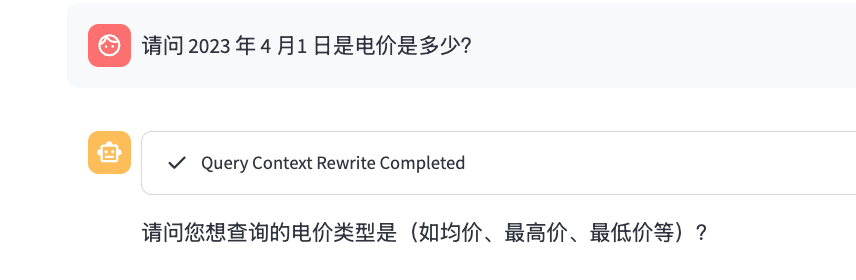 请问 2023 年 4 月1 日是电价是多少？
Query Context Rewrite Completed
请问您想查询的电价类型是（如均价、最高价、最低价等）？